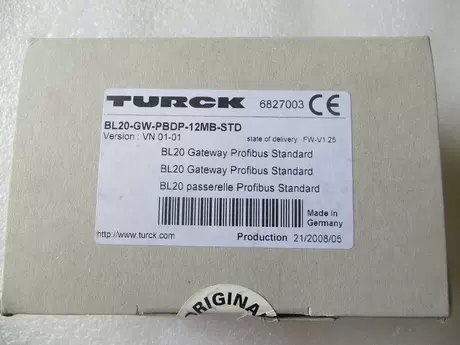 TURCK 6827003 CE
BL20-GW-PBDP-12MB-STD
Version : VN 01-01 state of delivery: FW-V1.25
BL20 Gateway Profibus Standard
BL20 Gateway Profibus Standard
BL20 passerelle Profibus Standard
Made in
Germany
http://www.turck.com Production 21/2008/05
ORIGINA